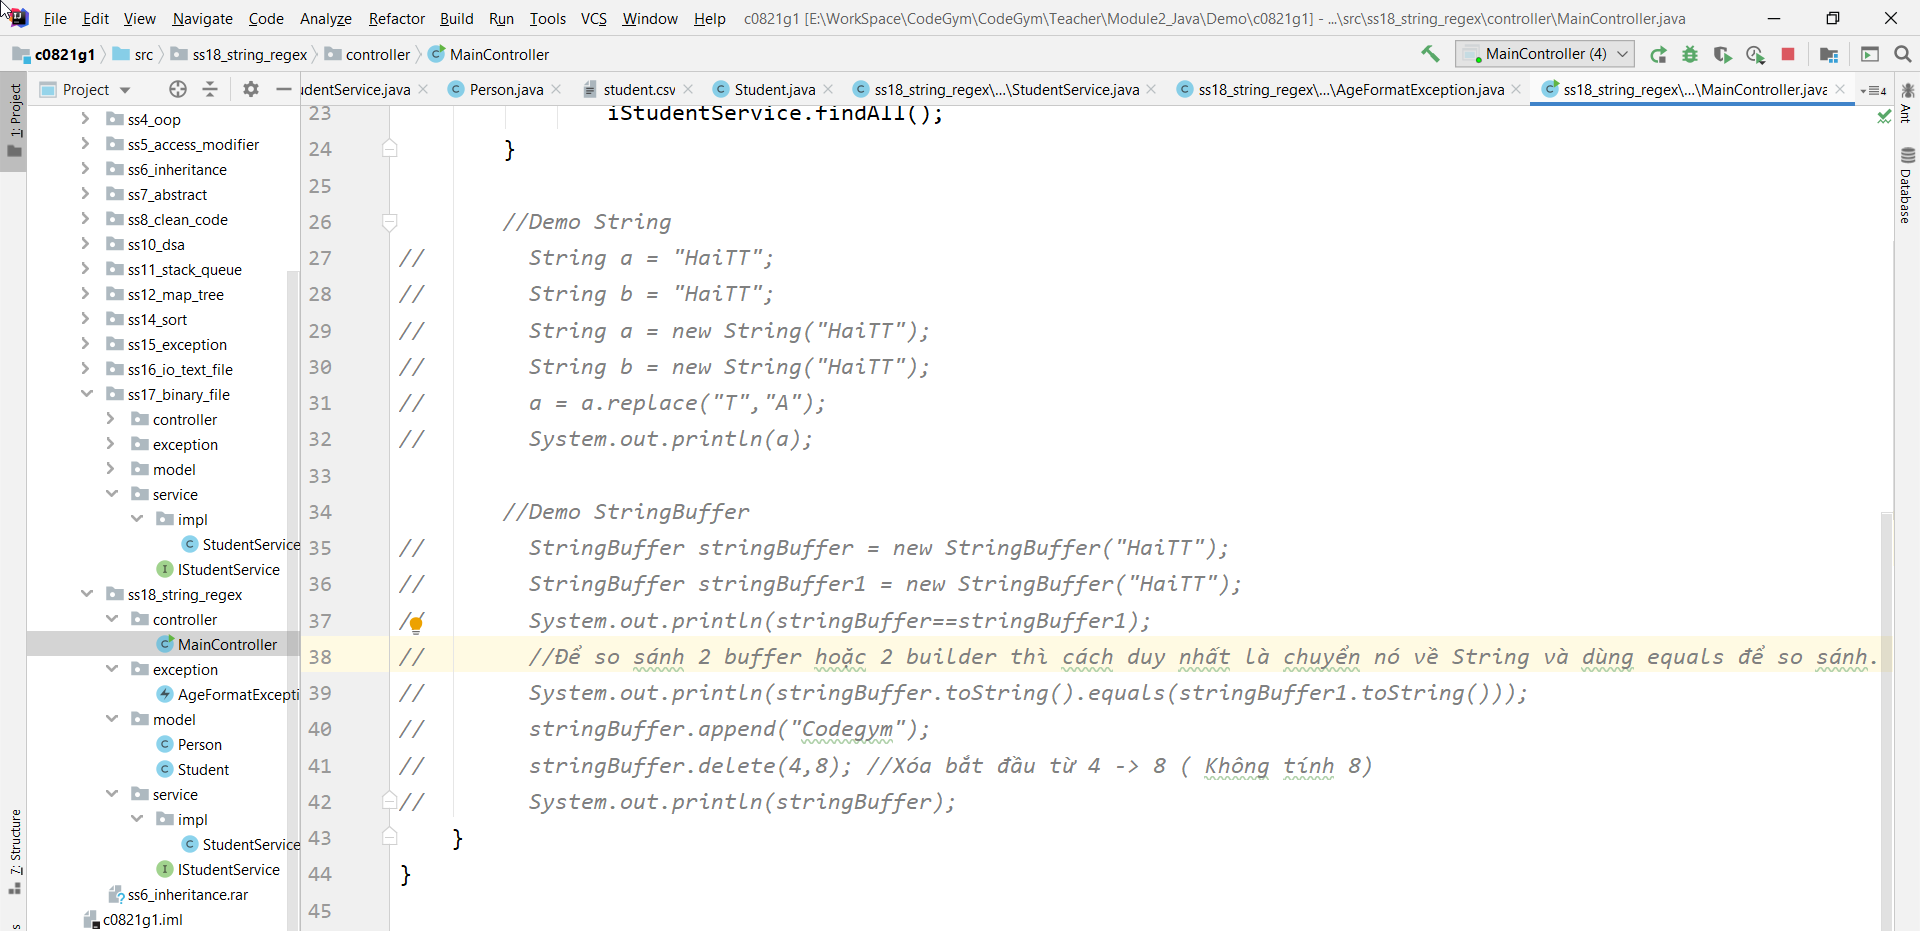 File Edit View Navigate Code Analyze Refactor Build Run Tools VCS Window Help c0821g1 [E:\WorkSpace\CodeGym\CodeGym\Teacher\Module2_Java\Demo\c0821g1] - ...\src\ss18_string_regex\controller\MainController.java
c0821g1 src ss18_string_regex controller MainController MainController (4)
Project udentService.java Person.java student.csv Student.java ss18_string_regex\...\StudentService.java ss18_string_regex\...\AgeFormatException.java ss18_string_regex\...\MainController.java 4
1: Project
7: Structure
s
ss4_oop
ss5_access_modifier
ss6_inheritance
ss7_abstract
ss8_clean_code
ss10_dsa
ss11_stack_queue
ss12_map_tree
ss14_sort
ss15_exception
ss16_io_text_file
ss17_binary_file
controller
exception
model
service
impl
StudentService
IStudentService
ss18_string_regex
controller
MainController
exception
AgeFormatExcepti
model
Person
Student
service
impl
StudentService
IStudentService
ss6_inheritance.rar
c0821g1.iml
23 iStudentService.findAll();
24 }
25
26 //Demo String
27 // String a = "HaiTT";
28 // String b = "HaiTT";
29 // String a = new String("HaiTT");
30 // String b = new String("HaiTT");
31 // a = a.replace("T","A");
32 // System.out.println(a);
33
34 //Demo StringBuffer
35 // StringBuffer stringBuffer = new StringBuffer("HaiTT");
36 // StringBuffer stringBuffer1 = new StringBuffer("HaiTT");
37 // System.out.println(stringBuffer==stringBuffer1);
38 // //Để so sánh 2 buffer hoặc 2 builder thì cách duy nhất là chuyển nó về String và dùng equals để so sánh.
39 // System.out.println(stringBuffer.toString().equals(stringBuffer1.toString()));
40 // stringBuffer.append("Codegym");
41 // stringBuffer.delete(4,8); //Xóa bắt đầu từ 4 -> 8 ( Không tính 8)
42 // System.out.println(stringBuffer);
43 }
44 }
45
Ant
Database